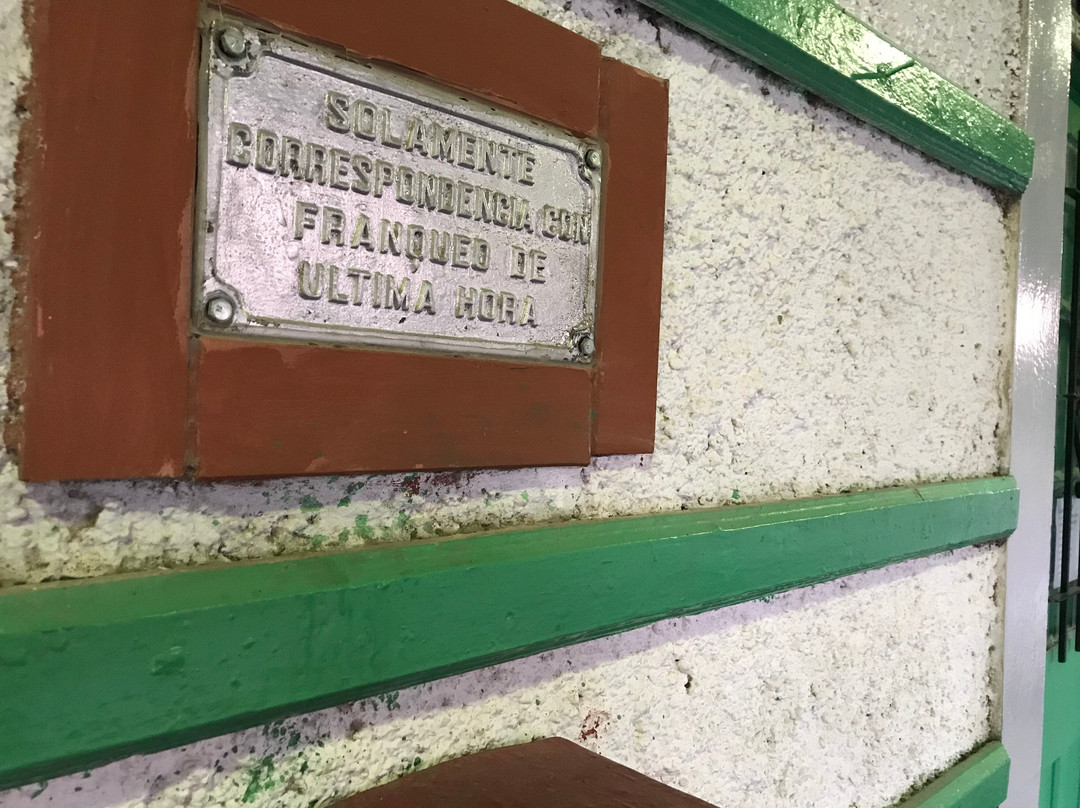 SOLAMENTE
CORRESPONDENCIA CON
FRANQUEO DE
ULTIMA HORA